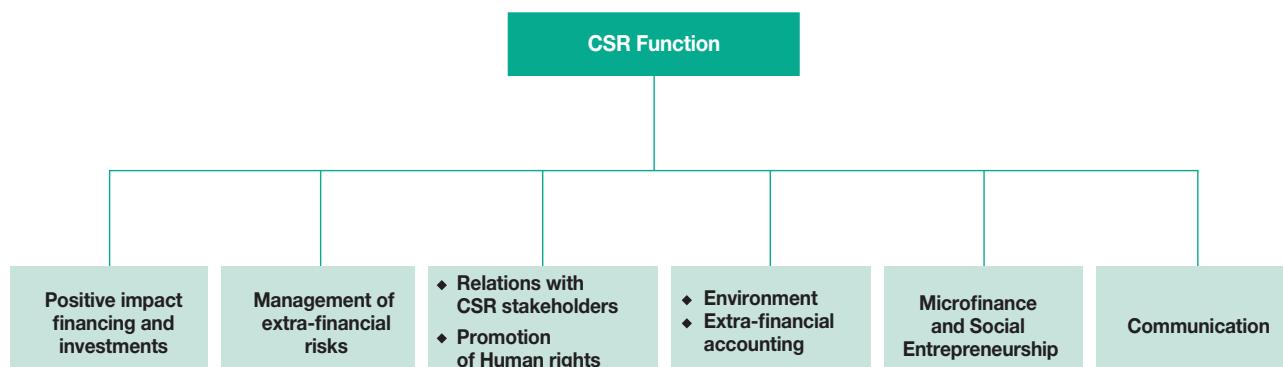 CSR Function
Positive impact
financing and
investments
Management of
extra-financial
risks
◆ Relations with
CSR stakeholders
◆ Promotion
of Human rights
◆ Environment
◆ Extra-financial
accounting
Microfinance
and Social
Entrepreneurship
Communication